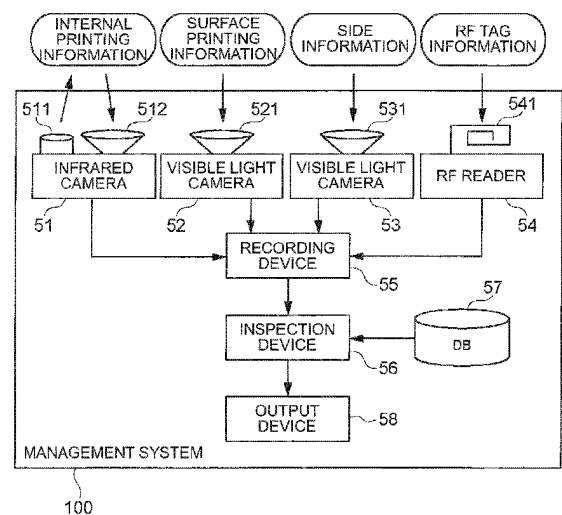 INTERNAL
PRINTING
INFORMATION
SURFACE
PRINTING
INFORMATION
SIDE
INFORMATION
RF TAG
INFORMATION
511
512
521
531
541
INFRARED
CAMERA
VISIBLE LIGHT
CAMERA
VISIBLE LIGHT
CAMERA
RF READER
51
52
53
54
RECORDING
DEVICE
55
57
INSPECTION
DEVICE
DB
56
OUTPUT
DEVICE
58
MANAGEMENT SYSTEM
100